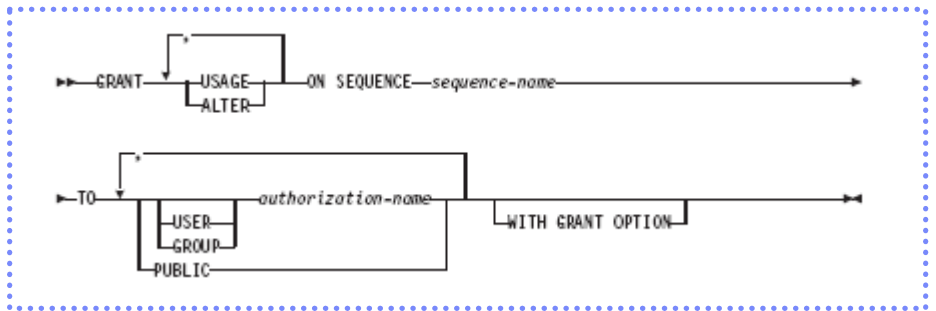 ,
GRANT USAGE ON SEQUENCE sequence-name
ALTER
,
TO authorization-name
USER WITH GRANT OPTION
GROUP
PUBLIC